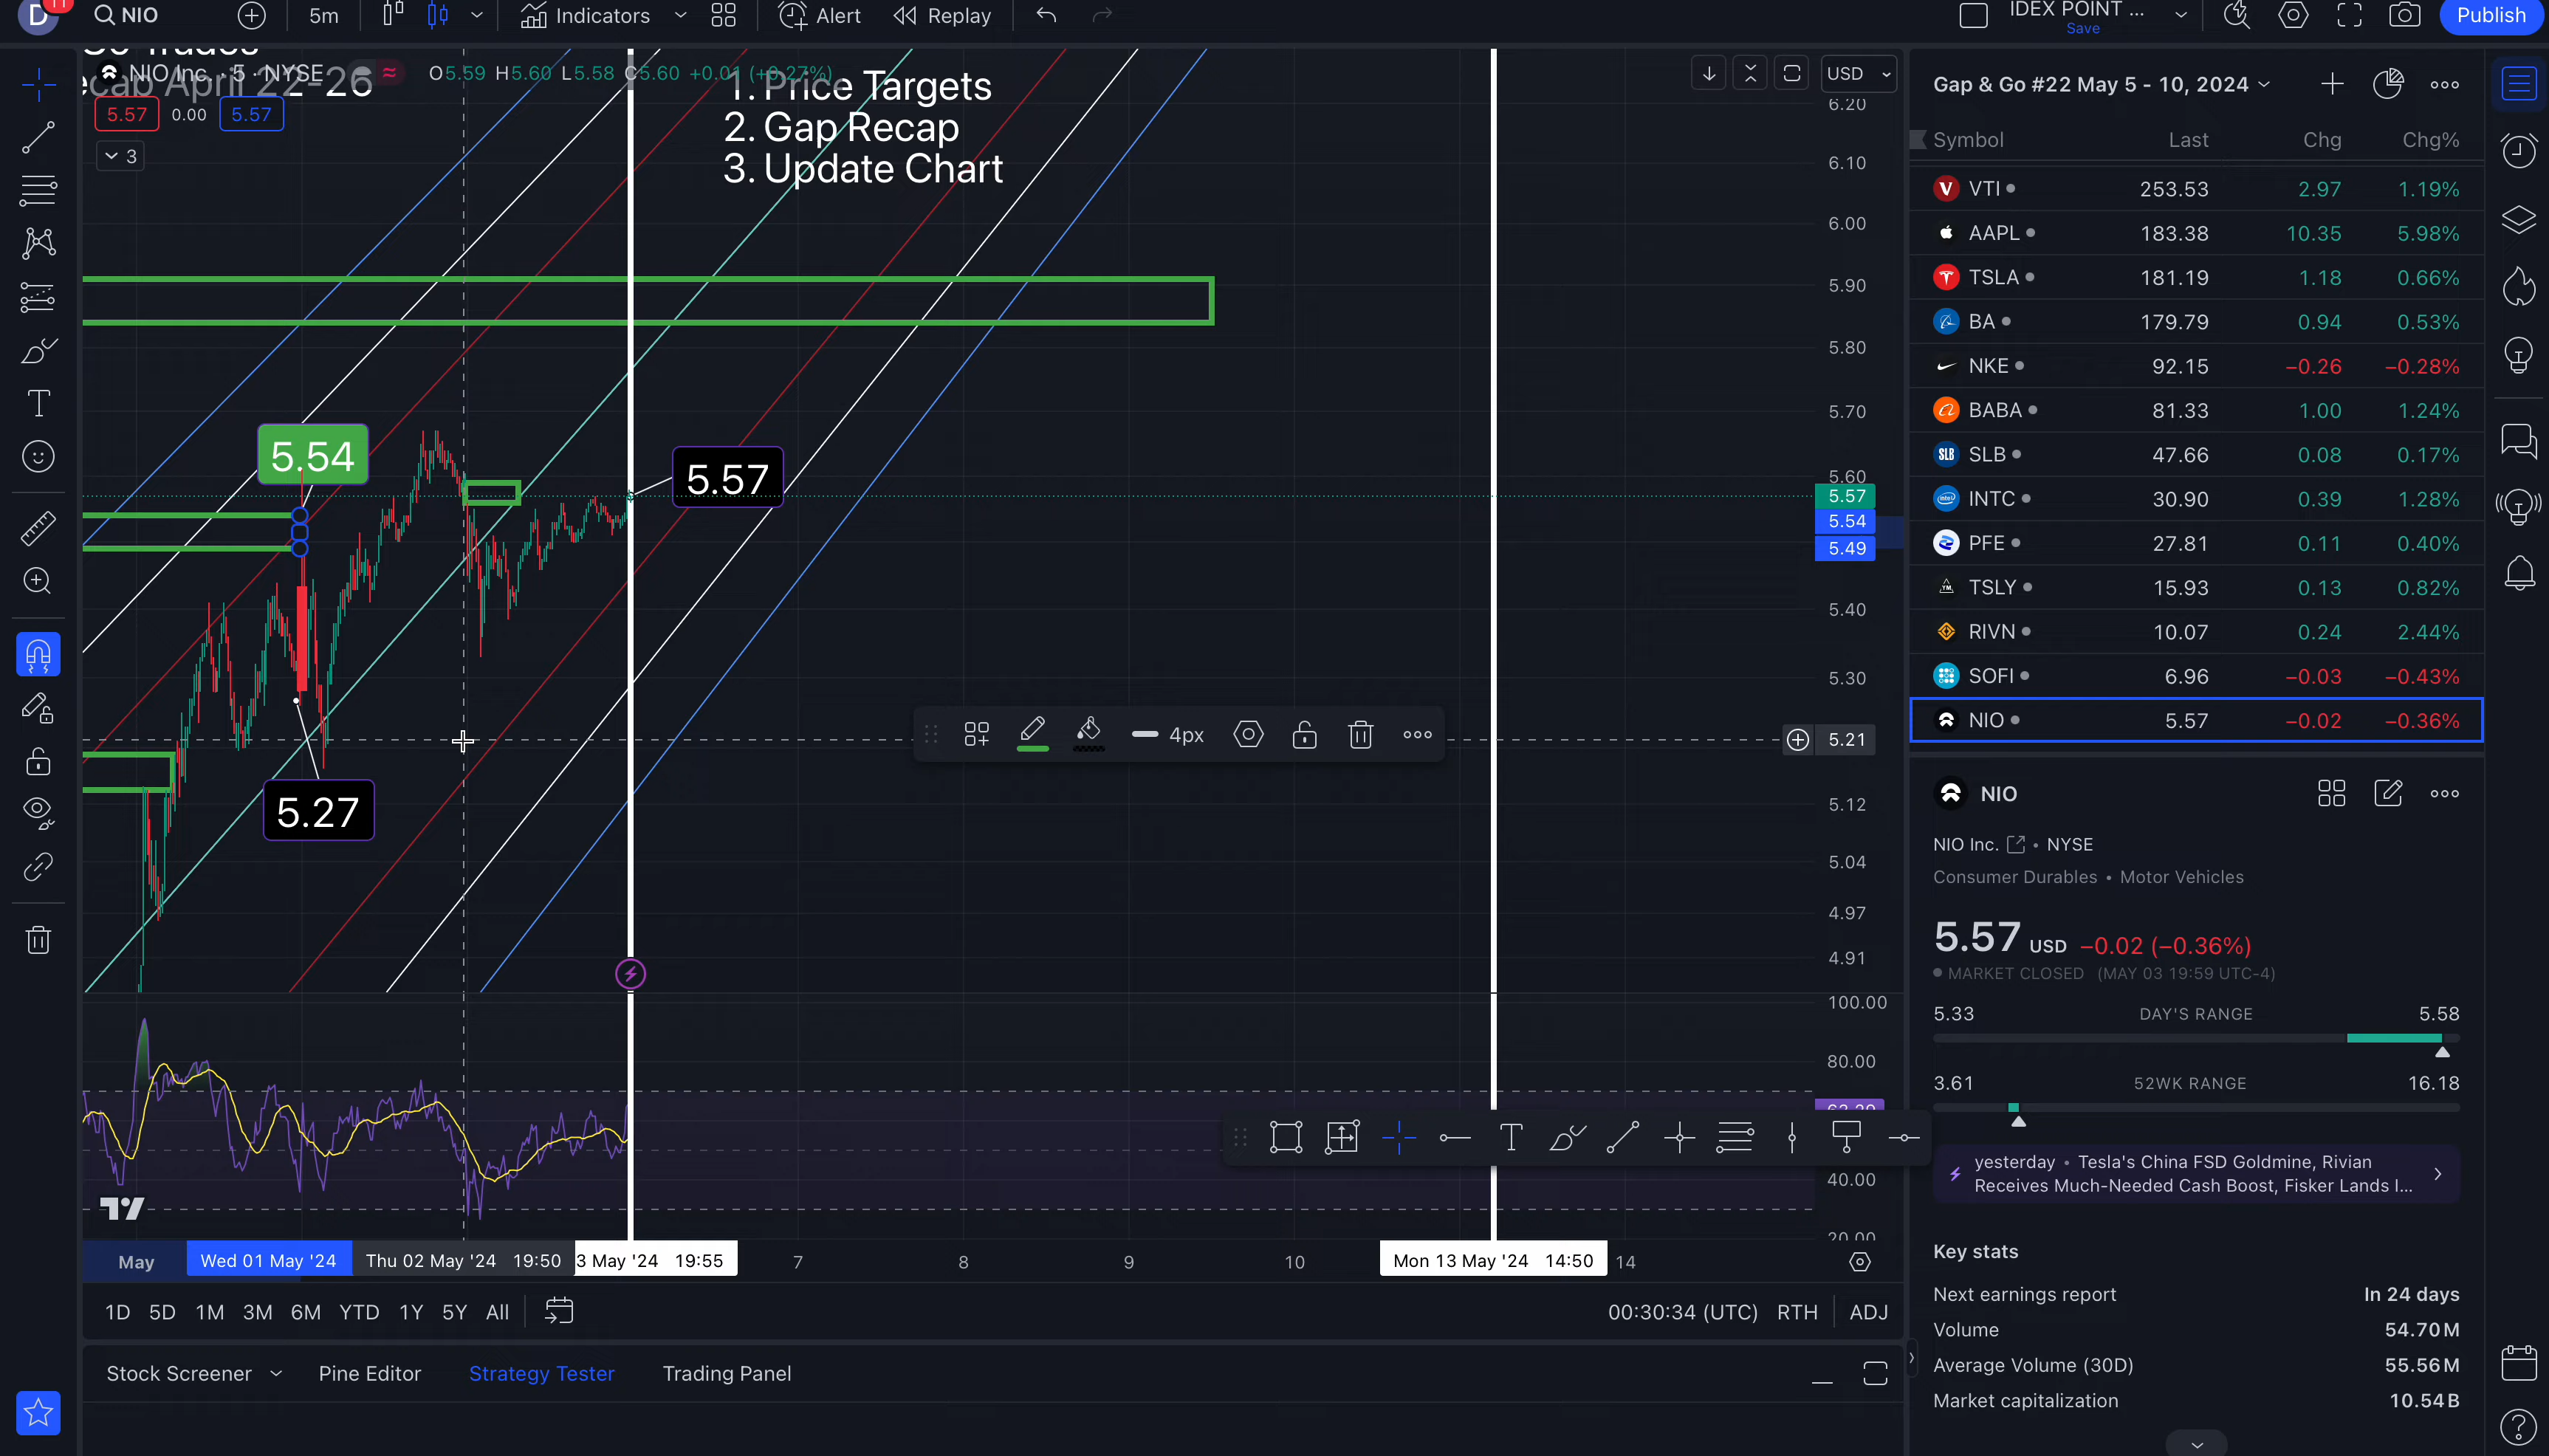 D
11
NIO
5m
Indicators
Alert
Replay
IDEX POINT ...
Save
Publish
ecap April 22-26
NIO Inc. · 5 · NYSE
O5.59 H5.60 L5.58 C5.60 +0.01 (+0.27%)
5.57 0.00 5.57
3
1. Price Targets
2. Gap Recap
3. Update Chart
5.54
5.57
5.27
USD
6.20
6.10
6.00
5.90
5.80
5.70
5.60
5.57
5.54
5.49
5.40
5.30
5.21
5.12
5.04
4.97
4.91
100.00
80.00
40.00
20.00
4px
May
Wed 01 May '24
Thu 02 May '24 19:50
3 May '24 19:55
7
8
9
10
Mon 13 May '24 14:50
14
1D 5D 1M 3M 6M YTD 1Y 5Y All
00:30:34 (UTC) RTH ADJ
Stock Screener
Pine Editor
Strategy Tester
Trading Panel
Gap & Go #22 May 5 - 10, 2024
Symbol Last Chg Chg%
V VTI 253.53 2.97 1.19%
AAPL 183.38 10.35 5.98%
TSLA 181.19 1.18 0.66%
BA 179.79 0.94 0.53%
NKE 92.15 −0.26 −0.28%
BABA 81.33 1.00 1.24%
SLB SLB 47.66 0.08 0.17%
intel INTC 30.90 0.39 1.28%
PFE 27.81 0.11 0.40%
TSLY 15.93 0.13 0.82%
RIVN 10.07 0.24 2.44%
SOFI 6.96 −0.03 −0.43%
NIO 5.57 −0.02 −0.36%
NIO
NIO Inc. • NYSE
Consumer Durables • Motor Vehicles
5.57 USD −0.02 (−0.36%)
MARKET CLOSED (MAY 03 19:59 UTC-4)
5.33 DAY'S RANGE 5.58
3.61 52WK RANGE 16.18
yesterday • Tesla's China FSD Goldmine, Rivian
Receives Much-Needed Cash Boost, Fisker Lands I...
Key stats
Next earnings report In 24 days
Volume 54.70M
Average Volume (30D) 55.56M
Market capitalization 10.54B